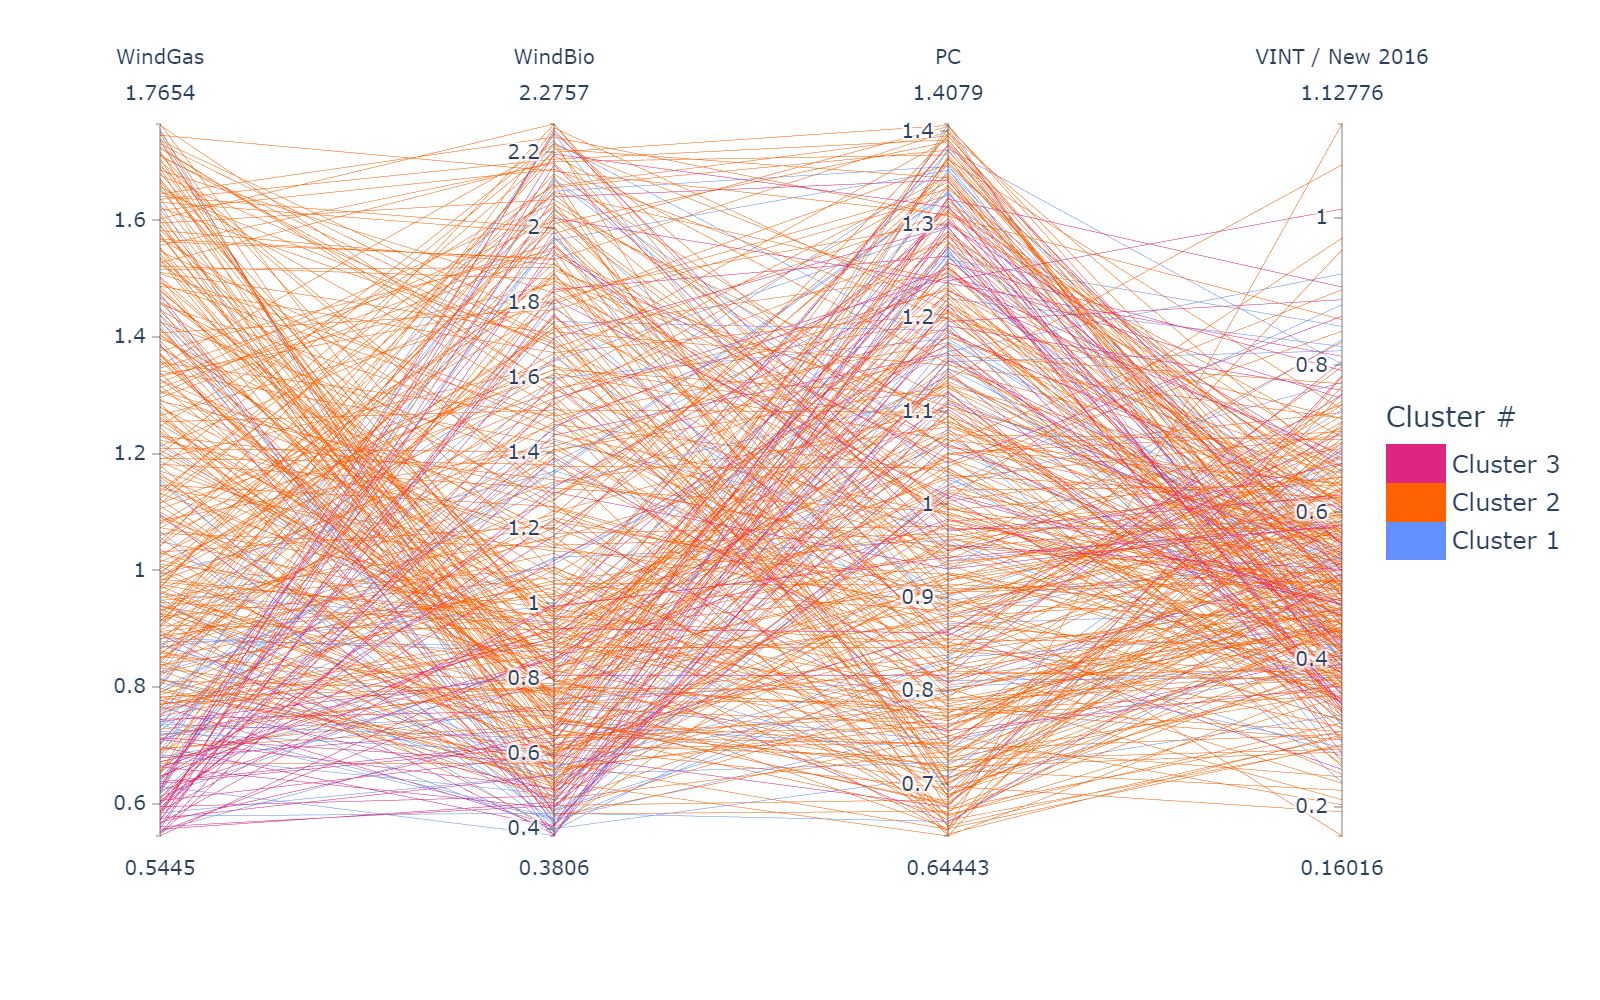 WindGas WindBio PC VINT / New 2016
1.7654 2.2757 1.4079 1.12776
1.4
2.2
1.6 2 1.3 1
1.8 1.2
1.4 1.6 0.8
1.1
Cluster #
1.2 1.4
Cluster 3
1 0.6
Cluster 2
1.2
Cluster 1
1 1 0.9
0.8 0.8 0.8 0.4
0.6 0.7
0.6 0.4 0.2
0.5445 0.3806 0.64443 0.16016